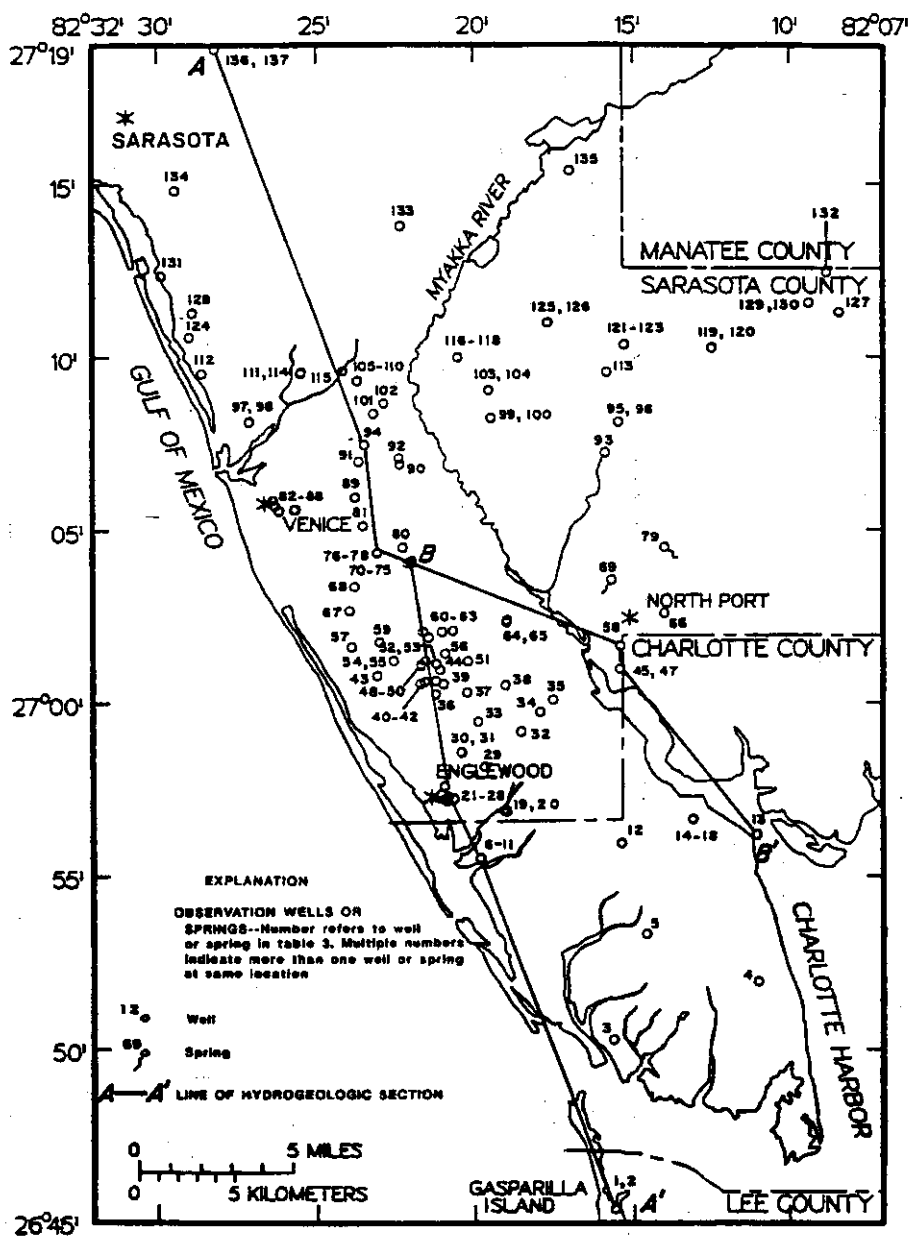 82°32' 30' 25' 20' 15' 10' 82°07'
27°19'
A
136, 137
SARASOTA
135
134
15'
133
132
MYAKKA RIVER
MANATEE COUNTY
SARASOTA COUNTY
131
129, 130
127
125, 126
128
124
121-123
119, 120
116-118
10'
112
111, 114
115
105-110
113
103, 104
102
101
97, 98
99, 100
95, 96
GULF OF MEXICO
94
93
92
91
90
89
82-88
VENICE
81
05'
80
79
76-78
B
70-75
69
68
NORTH PORT
67
66
60-63
64, 65
58
59
57
56
52, 53
CHARLOTTE COUNTY
54, 55
51
44
45, 47
43
48-50
39
38
37
35
34
27°00'
40-42
36
33
32
30, 31
29
ENGLEWOOD
21-28
19, 20
14-18
13
12
B'
6-11
55'
EXPLANATION
OBSERVATION WELLS OR
SPRINGS--Number refers to well
or spring in table 3. Multiple numbers
indicate more than one well or spring
at same location
5
4
CHARLOTTE HARBOR
12 Well
3
50'
69 Spring
A—A' LINE OF HYDROGEOLOGIC SECTION
0 5 MILES
0 5 KILOMETERS
GASPARILLA
ISLAND
1, 2
A'
LEE COUNTY
26°45' 25' 20' 15' 10'